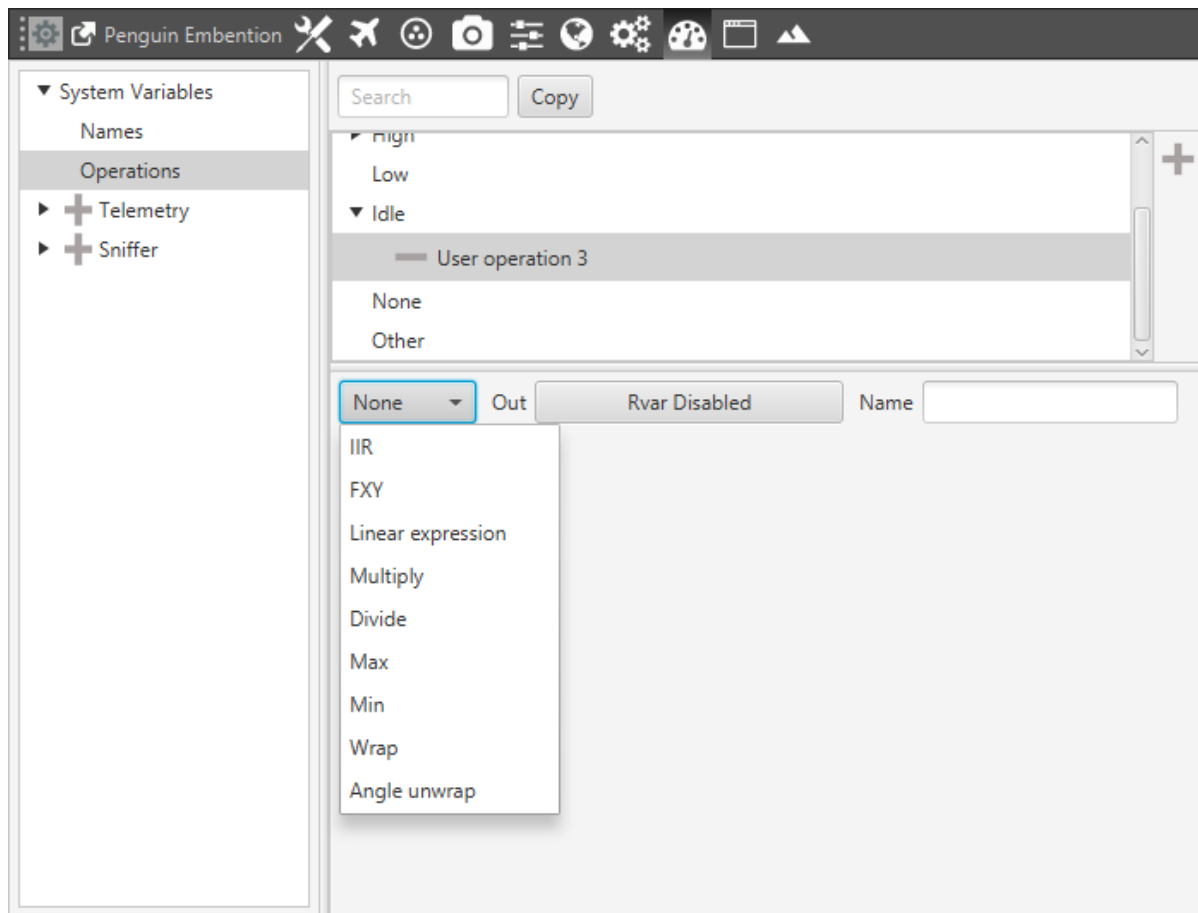 Penguin Embention
System Variables
Names
Operations
Telemetry
Sniffer
Search
Copy
High
Low
Idle
User operation 3
None
Other
None
Out
Rvar Disabled
Name
IIR
FXY
Linear expression
Multiply
Divide
Max
Min
Wrap
Angle unwrap